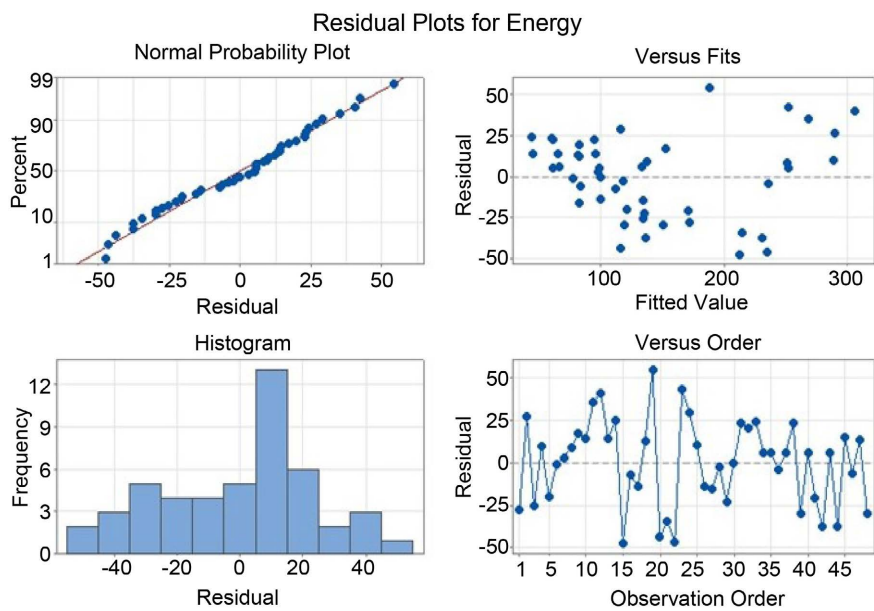 Residual Plots for Energy
Normal Probability Plot
99
90
50
10
1
Percent
-50 -25 0 25 50
Residual
Versus Fits
50
25
0
-25
-50
Residual
100 200 300
Fitted Value
Histogram
12
9
6
3
0
Frequency
-40 -20 0 20 40
Residual
Versus Order
50
25
0
-25
-50
Residual
1 5 10 15 20 25 30 35 40 45
Observation Order